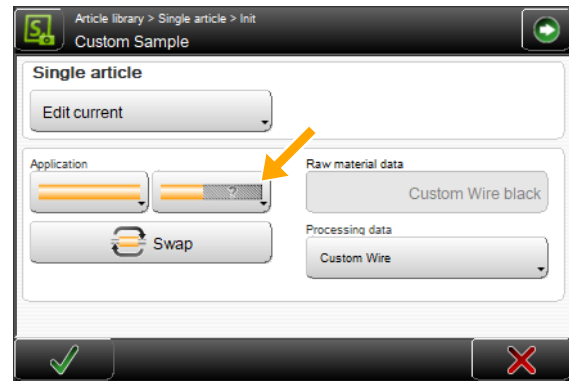 Article library > Single article > Init
Custom Sample
Single article
Edit current
Application
?
Swap
Raw material data
Custom Wire black
Processing data
Custom Wire